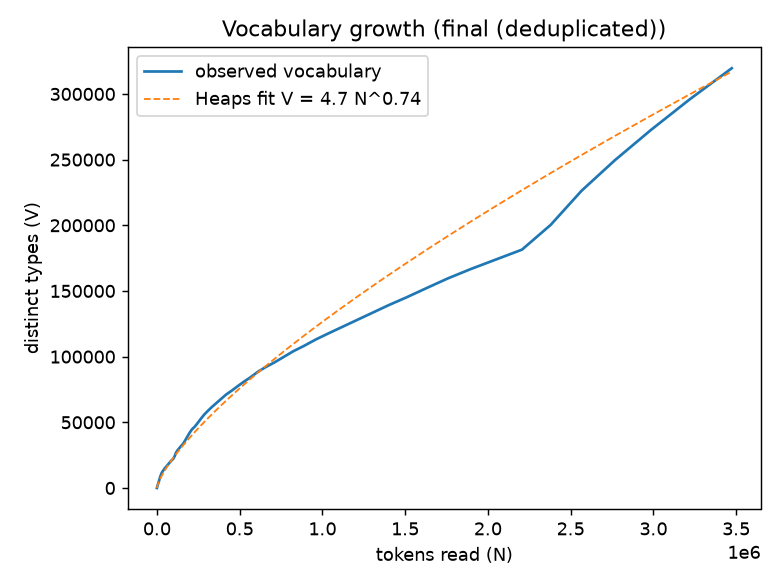 Vocabulary growth (final (deduplicated))
observed vocabulary
Heaps fit V = 4.7 N^0.74
distinct types (V)
300000
250000
200000
150000
100000
50000
0
0.0 0.5 1.0 1.5 2.0 2.5 3.0 3.5
1e6
tokens read (N)